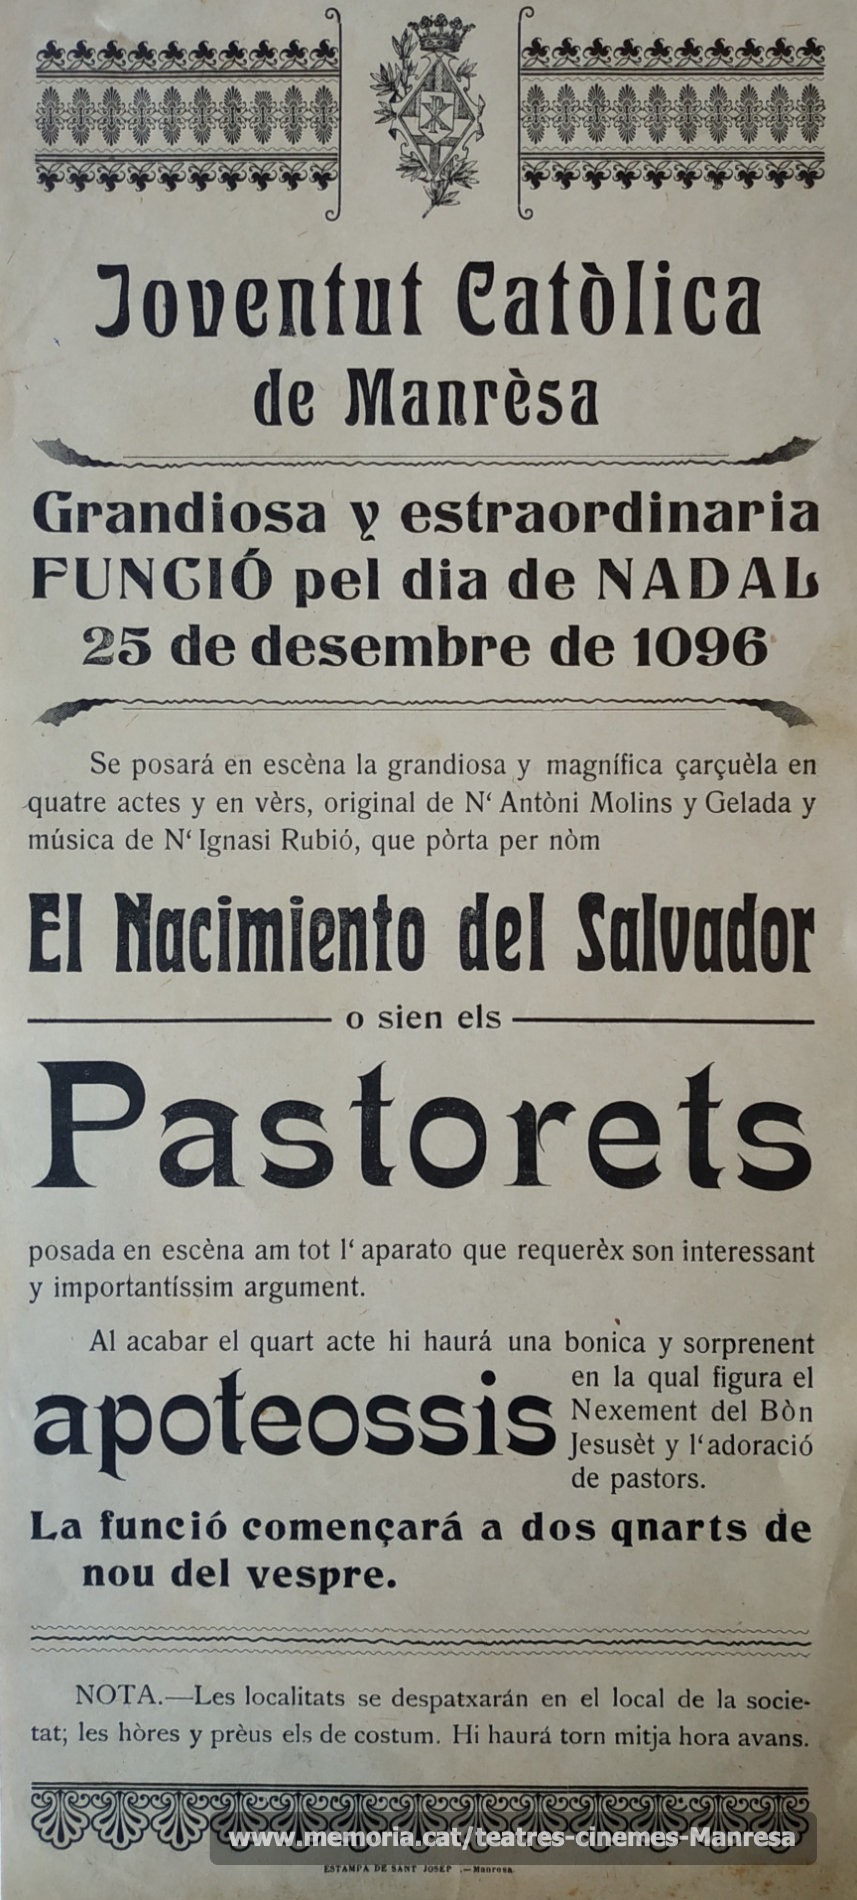 Joventut Catòlica
de Manrèsa
Grandiosa y estraordinaria
FUNCIÓ pel dia de NADAL
25 de desembre de 1096
Se posará en escèna la grandiosa y magnífica çarçuèla en
quatre actes y en vèrs, original de N‘ Antòni Molins y Gelada y
música de N‘ Ignasi Rubió, que pòrta per nòm
El Nacimiento del Salvador
o sien els
Pastorets
posada en escèna am tot l‘ aparato que requerèx son interessant
y importantíssim argument.
Al acabar el quart acte hi haurá una bonica y sorprenent
apoteossis
en la qual figura el
Nexement del Bòn
Jesusèt y l‘adoració
de pastors.
La funció començará a dos qnarts de
nou del vespre.
NOTA.—Les localitats se despatxarán en el local de la socie-
tat; les hòres y prèus els de costum. Hi haurá torn mitja hora avans.
www.memoria.cat/teatres-cinemes-Manresa
ESTAMPA DE SANT JOSEP .—Manresa